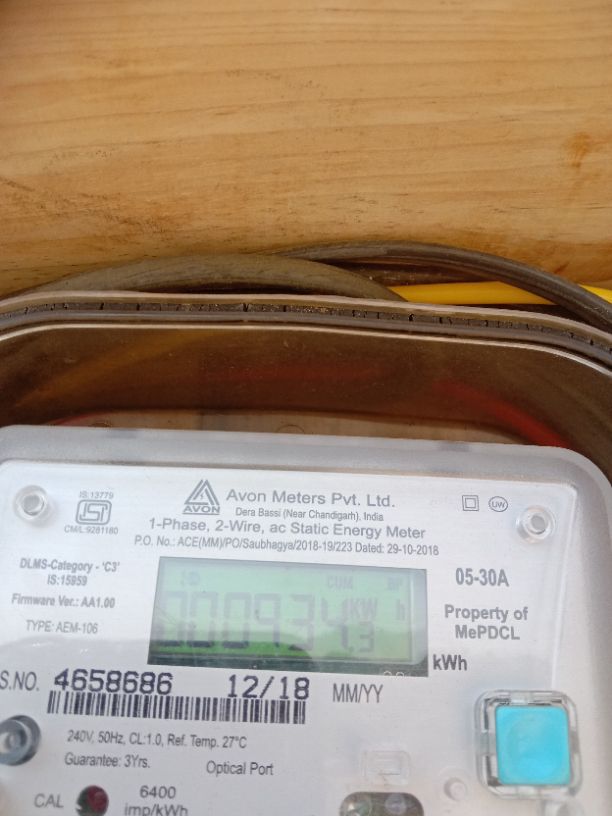 IS:13779
ISI
CM/L:9281180
AVON
Avon Meters Pvt. Ltd.
Dera Bassi (Near Chandigarh), India
1-Phase, 2-Wire, ac Static Energy Meter
P.O. No.: ACE(MM)/PO/Saubhagya/2018-19/223 Dated: 29-10-2018
UW
DLMS-Category - 'C3'
IS:15959
Firmware Ver.: AA1.00
TYPE: AEM-106
CUM
000934.3 KW h
05-30A
Property of
MePDCL
kWh
S.NO. 4658686 12/18 MM/YY
240V, 50Hz, CL:1.0, Ref. Temp. 27°C
Guarantee: 3Yrs. Optical Port
CAL 6400
imp/kWh